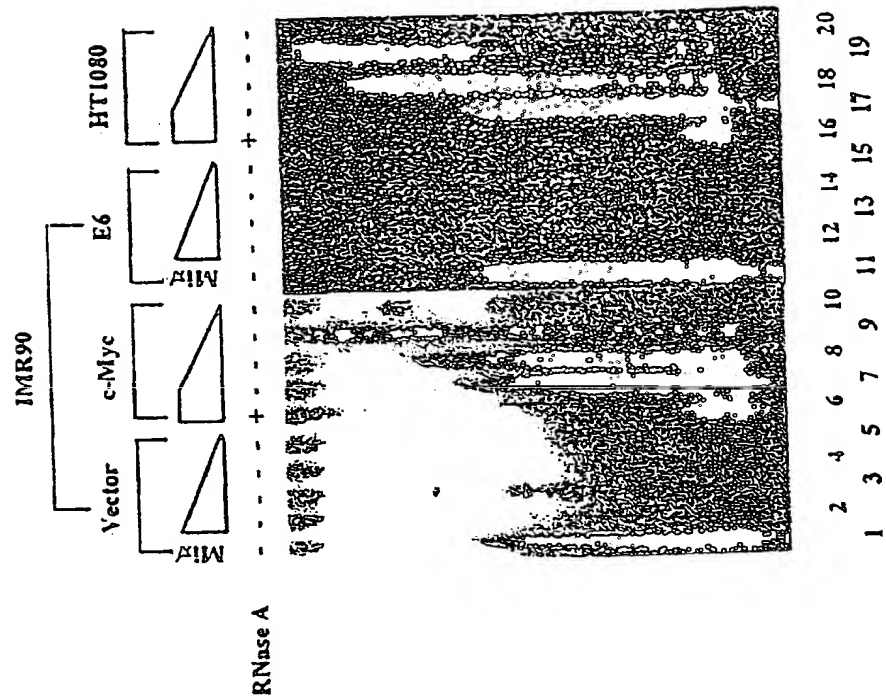 IMR90
Vector c-Myc E6 HT1080
Mix Mix
RNase A - - - - - + - - - - - - - - - + - - - -
2 4 6 8 10 12 14 16 18 20
1 3 5 7 9 11 13 15 17 19